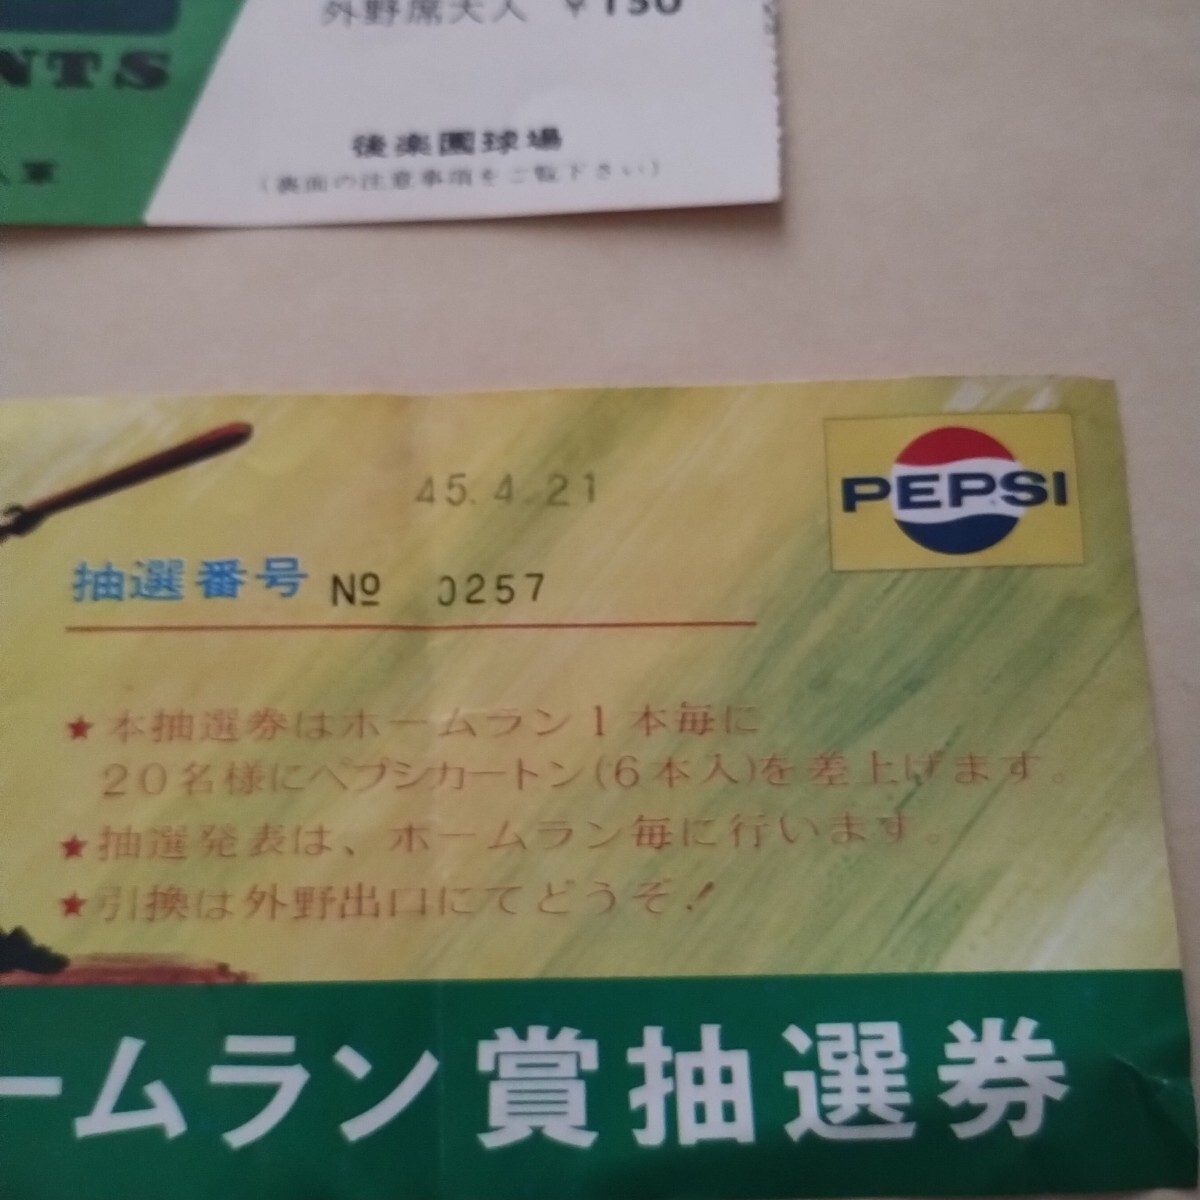 外野席大人 ￥150
NTS
後楽園球場
人軍
(裏面の注意事項をご覧下さい)
45.4.21
PEPSI
抽選番号 No 0257
★本抽選券はホームラン1本毎に
20名様にペプシカートン(6本入)を差上げます。
★抽選発表は、ホームラン毎に行います。
★引換は外野出口にてどうぞ!
ームラン賞抽選券